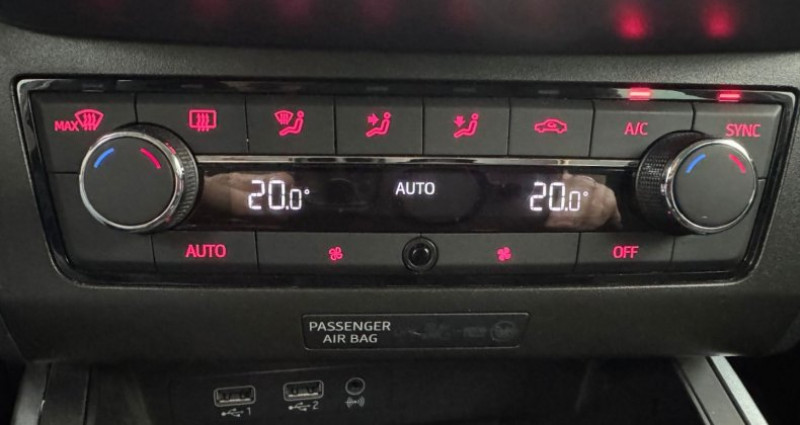 MAX
A/C
SYNC
20.0°
AUTO
20.0°
AUTO
OFF
PASSENGER
AIR BAG
1
2